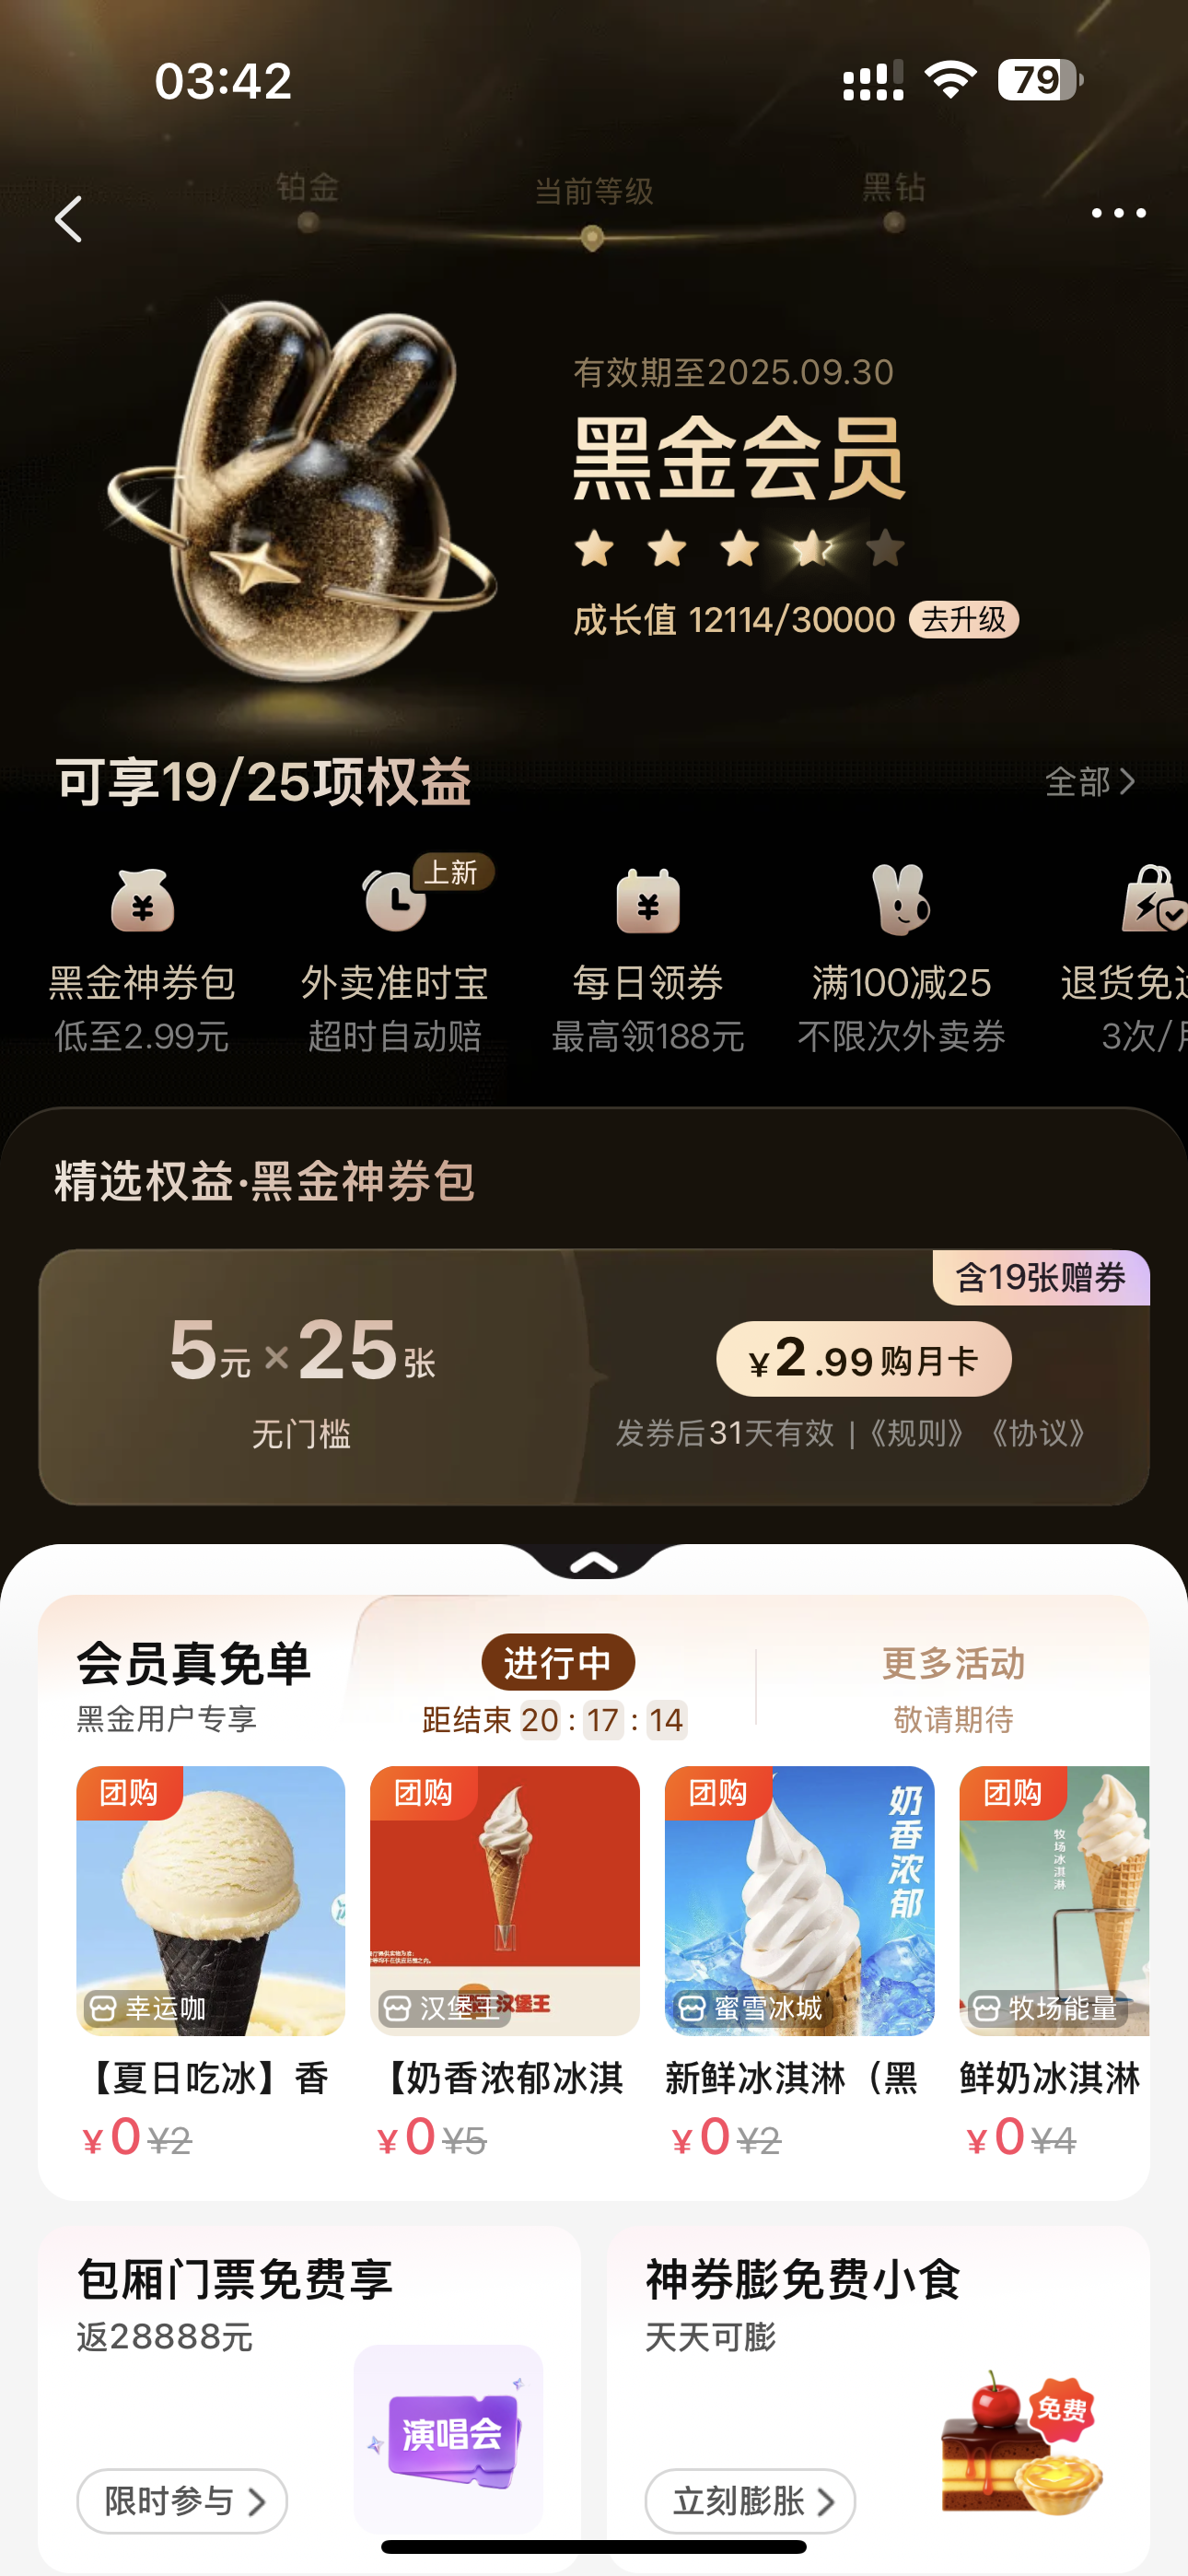 03:42
79
铂金
当前等级
黑钻
有效期至2025.09.30
黑金会员
成长值 12114/30000 去升级
可享19/25项权益
全部
上新
黑金神券包
外卖准时宝
每日领券
满100减25
退货免
低至2.99元
超时自动赔
最高领188元
不限次外卖券
3次/
精选权益·黑金神券包
含19张赠券
5元×25张
¥2.99购月卡
无门槛
发券后31天有效 |《规则》《协议》
会员真免单
进行中
更多活动
黑金用户专享
距结束 20 : 17 : 14
敬请期待
团购
团购
团购
团购
奶香浓郁
牧场冰淇淋
汉堡王
幸运咖
汉堡王
蜜雪冰城
牧场能量
【夏日吃冰】香
【奶香浓郁冰淇
新鲜冰淇淋（黑
鲜奶冰淇淋
¥0 ¥2
¥0 ¥5
¥0 ¥2
¥0 ¥4
包厢门票免费享
神券膨免费小食
返28888元
天天可膨
演唱会
免费
限时参与
立刻膨胀